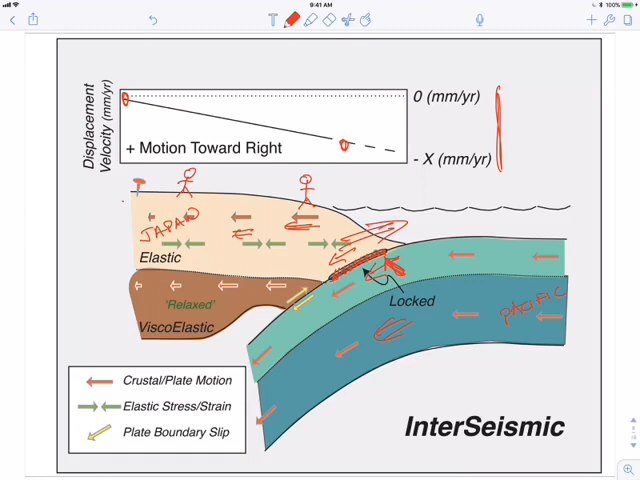 9:41 AM
100%
T
Displacement
Velocity (mm/yr)
0 (mm/yr)
+ Motion Toward Right
- X (mm/yr)
JAPAN
Elastic
'Relaxed'
ViscoElastic
Locked
PACIFIC
Crustal/Plate Motion
Elastic Stress/Strain
Plate Boundary Slip
InterSeismic